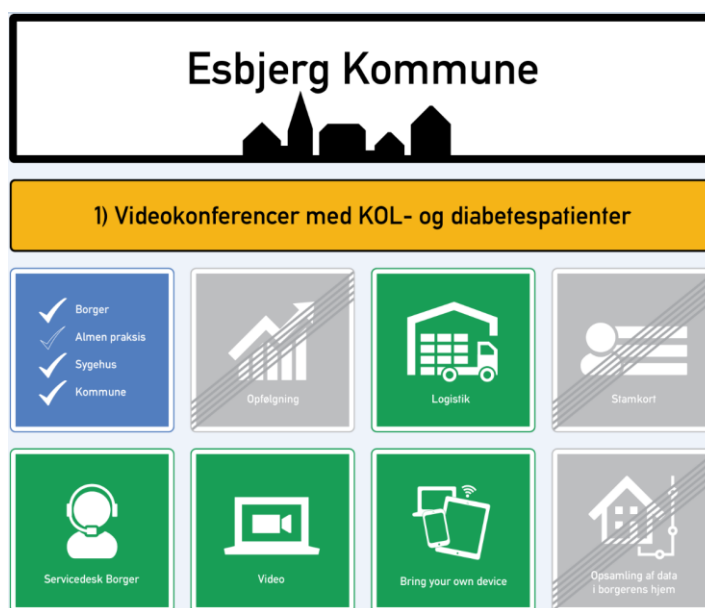 Esbjerg Kommune
1) Videokonferencer med KOL- og diabetespatienter
Borger
Almen praksis
Sygehus
Kommune
Opfølgning
Logistik
Stamkort
Servicedesk Borger
Video
Bring your own device
Opsamling af data
i borgerens hjem